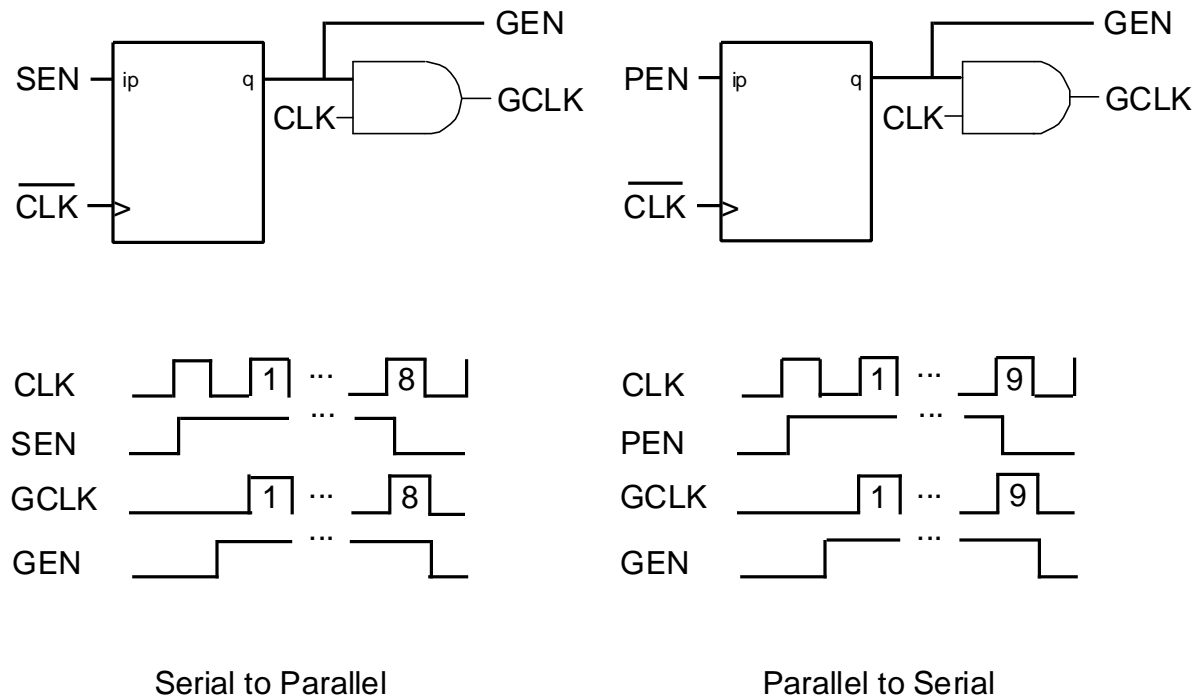 GEN
SEN ip q
CLK GCLK
CLK
GEN
PEN ip q
CLK GCLK
CLK
CLK 1 ... 8
SEN ...
GCLK 1 ... 8
GEN ...
Serial to Parallel
CLK 1 ... 9
PEN ...
GCLK 1 ... 9
GEN ...
Parallel to Serial